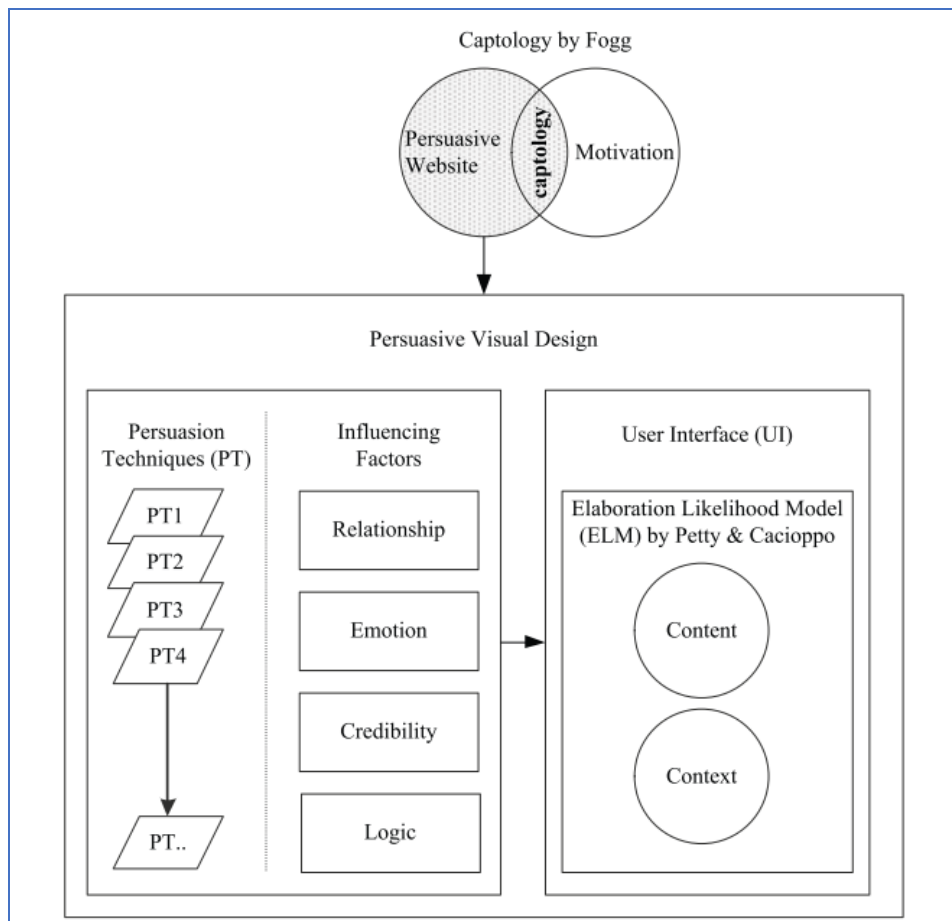 Captology by Fogg
Persuasive
Website
captology
Motivation
Persuasive Visual Design
Persuasion
Techniques (PT)
PT1
PT2
PT3
PT4
PT..
Influencing
Factors
Relationship
Emotion
Credibility
Logic
User Interface (UI)
Elaboration Likelihood Model
(ELM) by Petty & Cacioppo
Content
Context